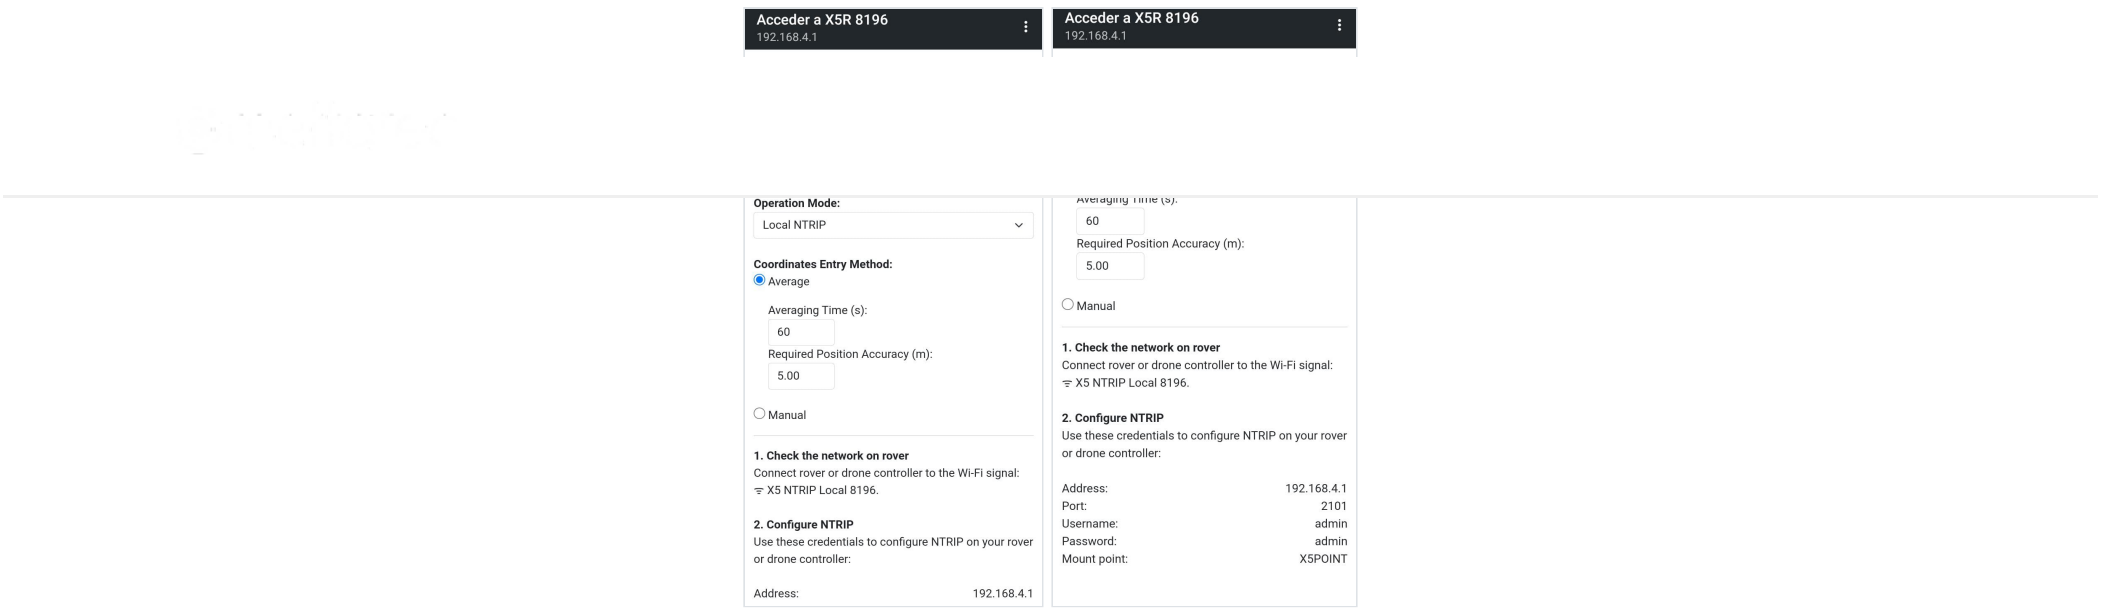 Acceder a X5R 8196
192.168.4.1
Operation Mode:
Local NTRIP
Coordinates Entry Method:
Average
Averaging Time (s):
60
Required Position Accuracy (m):
5.00
Manual
1. Check the network on rover
Connect rover or drone controller to the Wi-Fi signal:
X5 NTRIP Local 8196.
2. Configure NTRIP
Use these credentials to configure NTRIP on your rover
or drone controller:
Address: 192.168.4.1
Acceder a X5R 8196
192.168.4.1
Averaging Time (s):
60
Required Position Accuracy (m):
5.00
Manual
1. Check the network on rover
Connect rover or drone controller to the Wi-Fi signal:
X5 NTRIP Local 8196.
2. Configure NTRIP
Use these credentials to configure NTRIP on your rover
or drone controller:
Address: 192.168.4.1
Port: 2101
Username: admin
Password: admin
Mount point: X5POINT